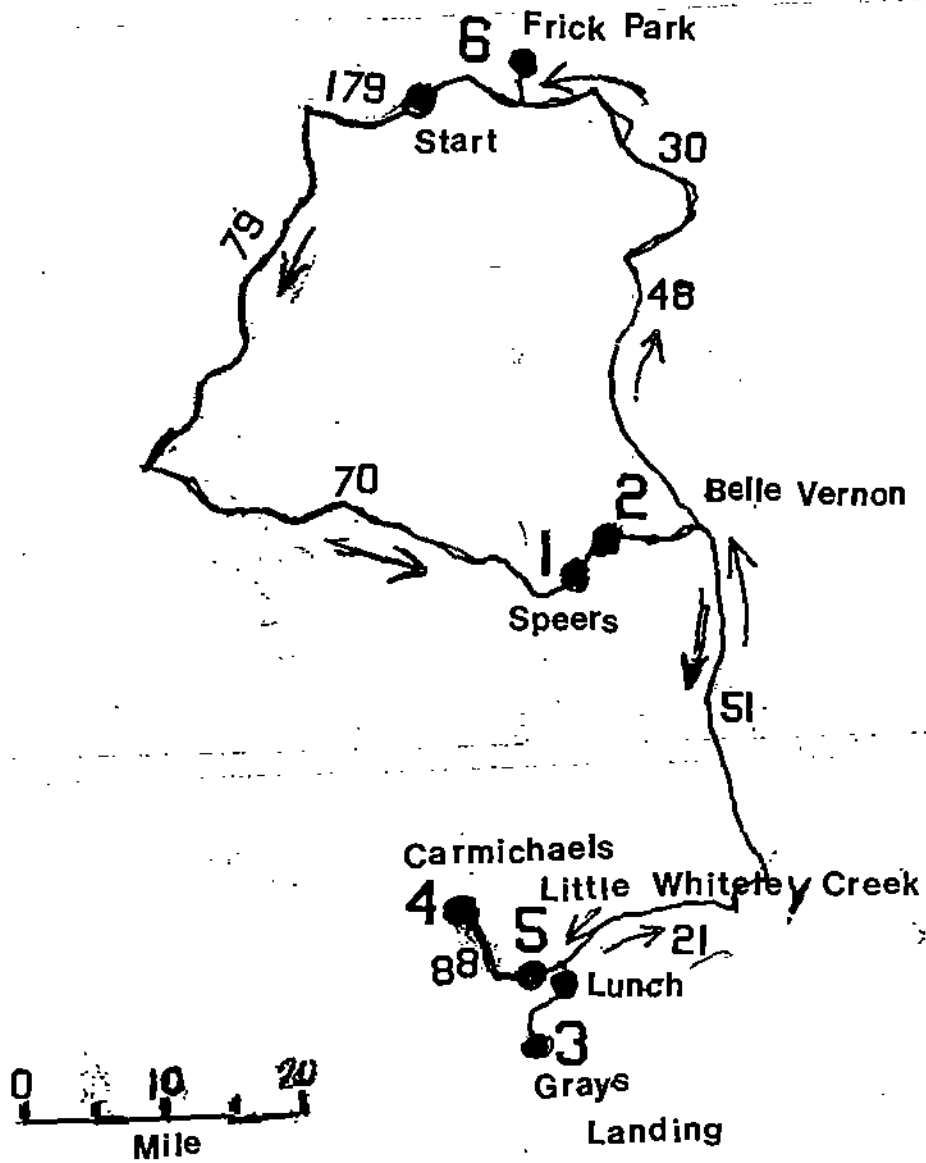 6 Frick Park
179
Start
30
79
48
70
2 Belle Vernon
1
Speers
51
Carmichaels
4 Little Whiteley Creek
5
88
21
Lunch
3
Grays
Landing
0 10 20
Mile